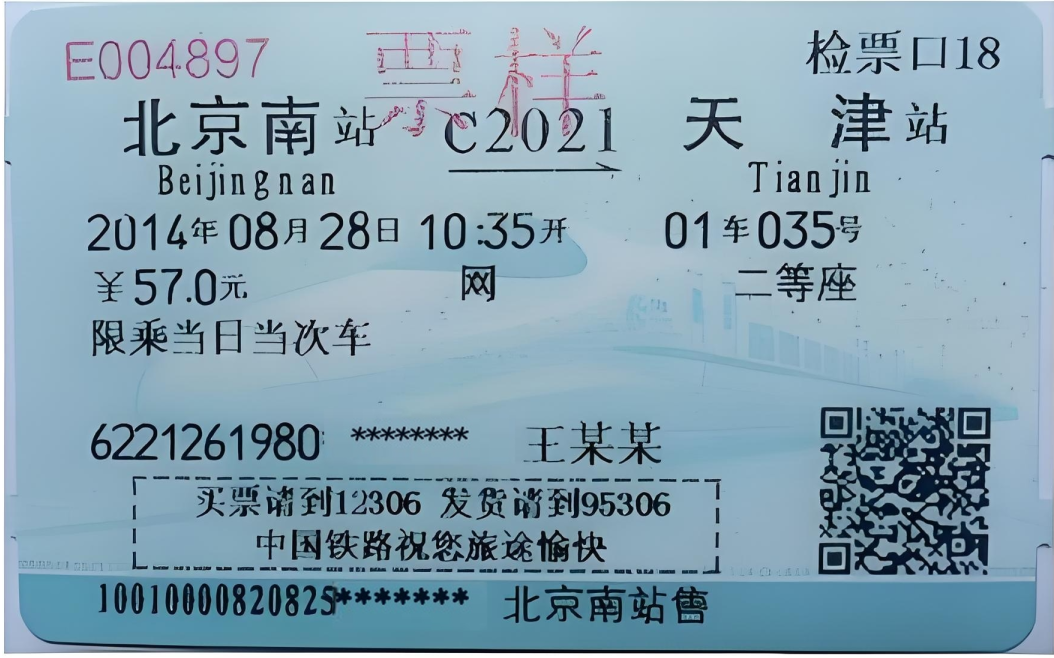 E004897 票样 检票口18
北京南站 C2021 天津站
Beijingnan Tianjin
2014年08月28日 10:35开 01车035号
¥57.0元 网 二等座
限乘当日当次车
6221261980 ******** 王某某
买票请到12306 发货请到95306
中国铁路祝您旅途愉快
10010000820825******* 北京南站售